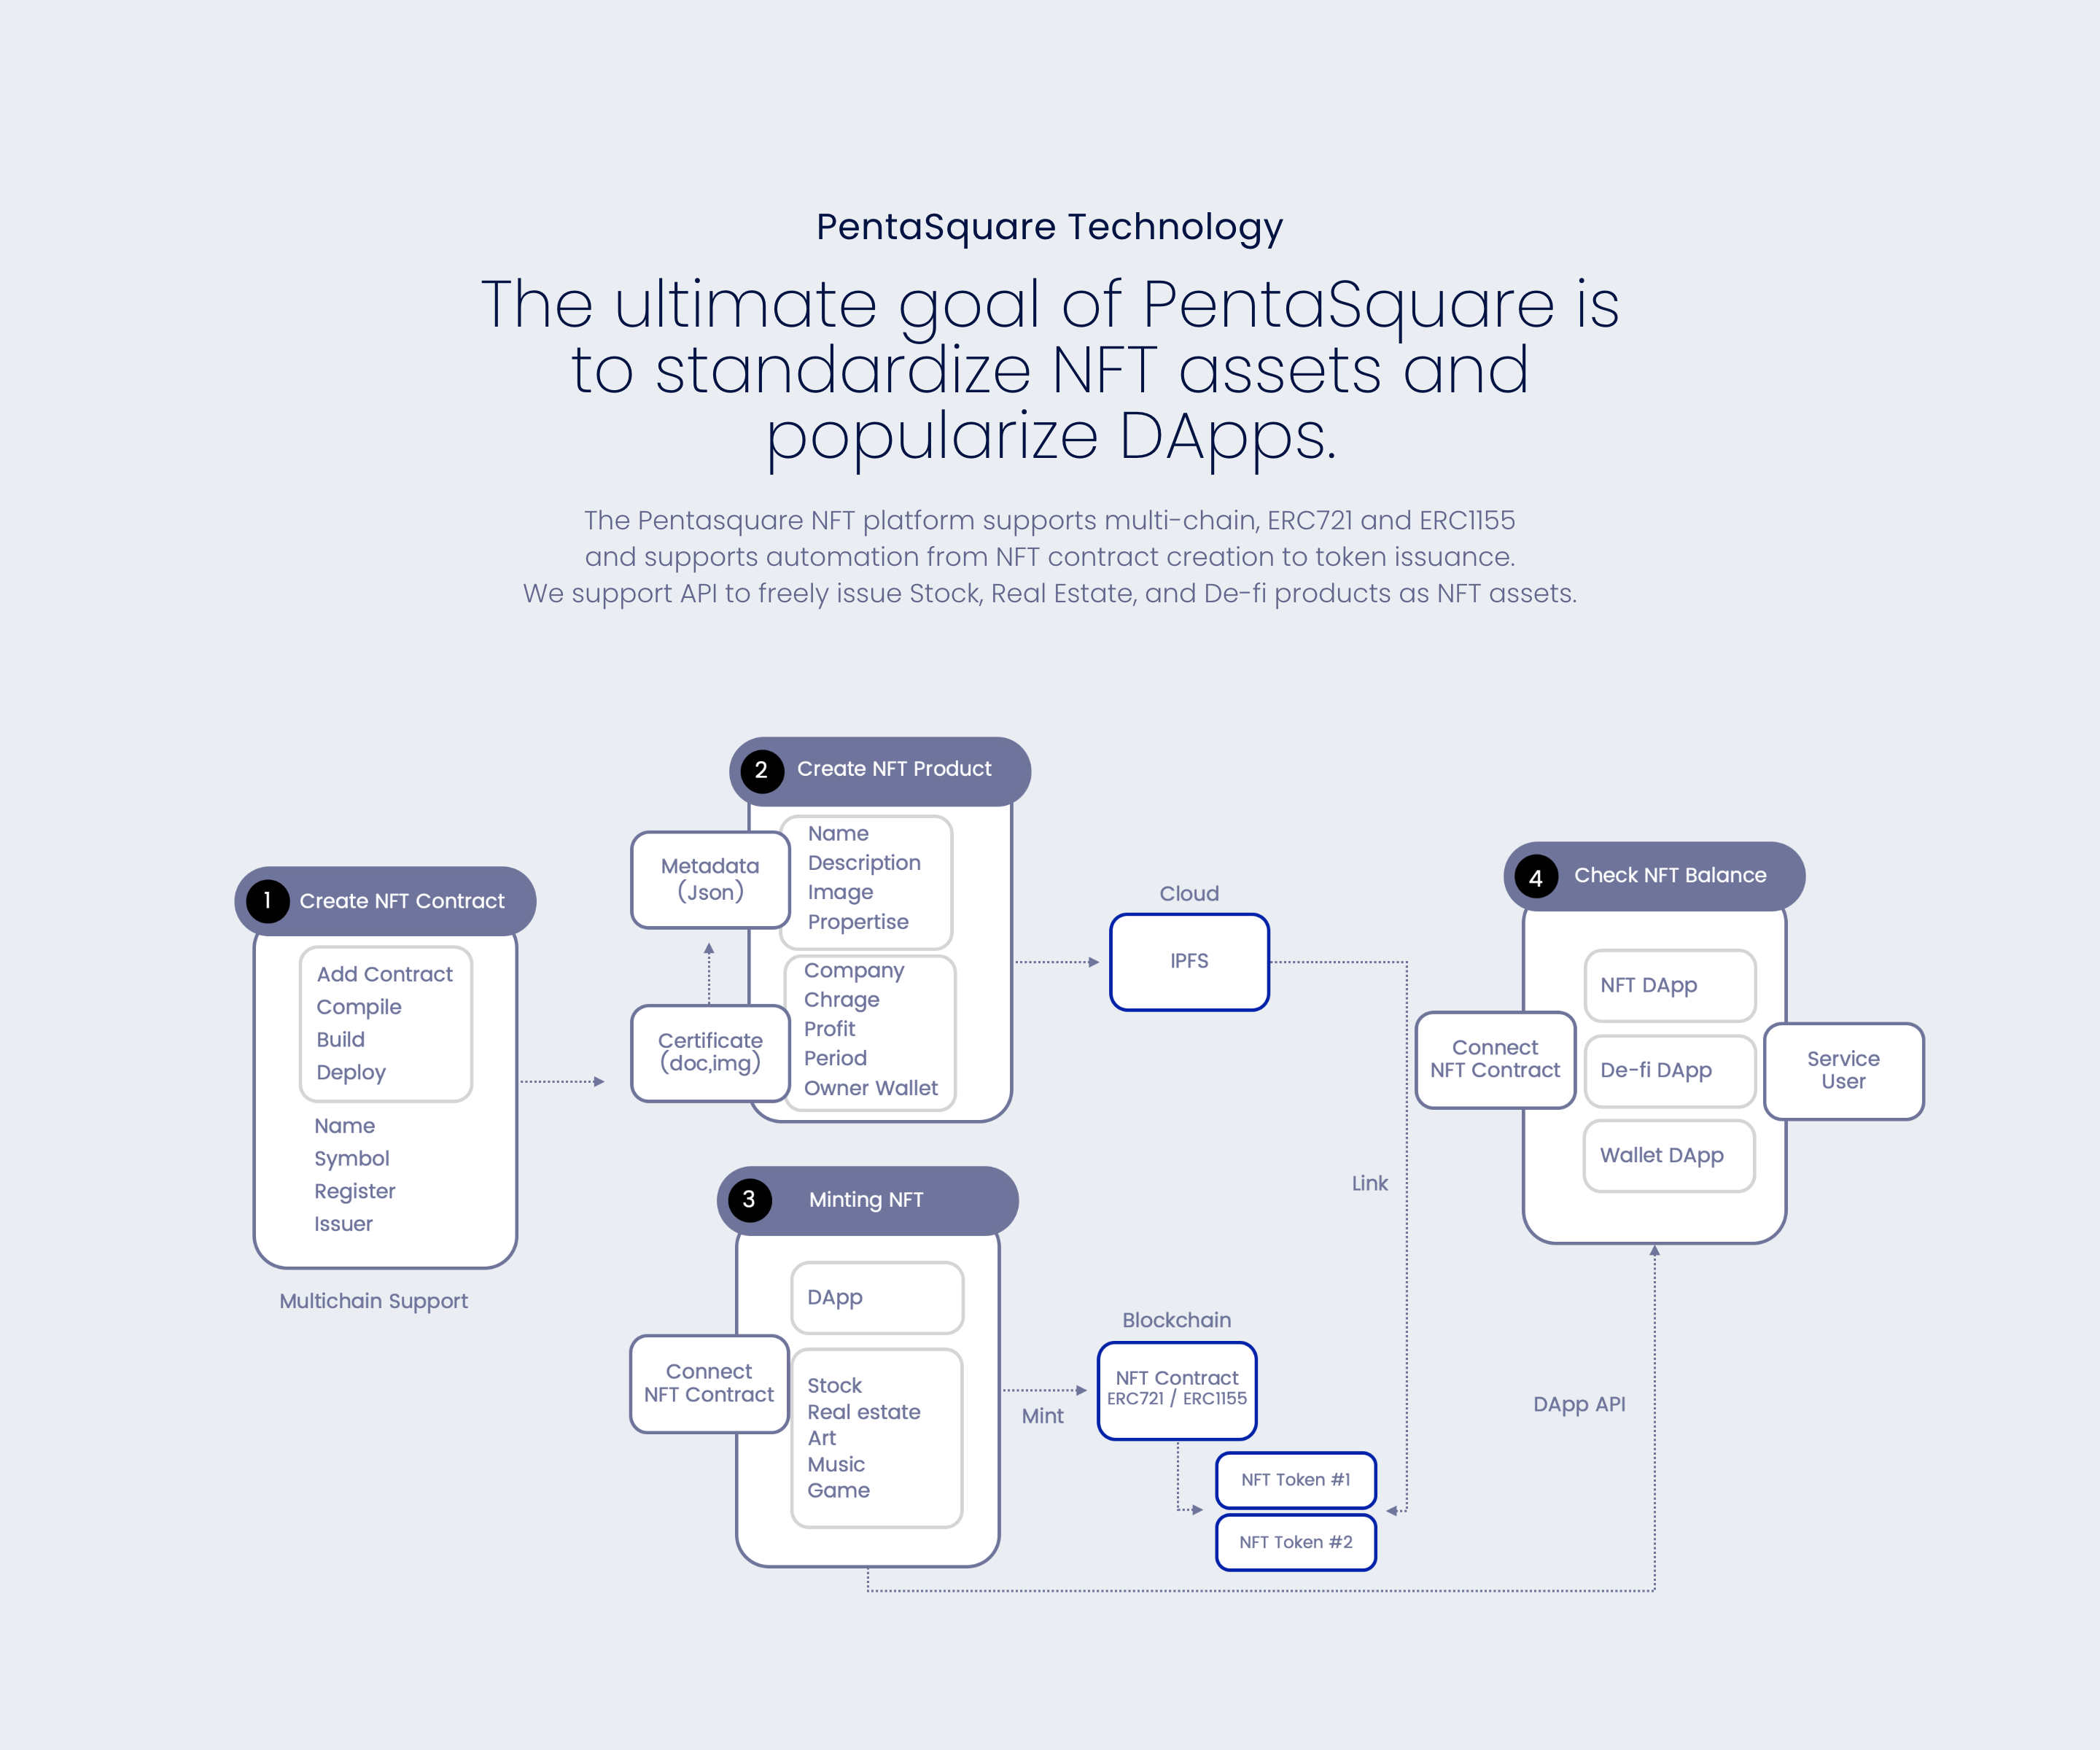 PentaSquare Technology
The ultimate goal of PentaSquare is
to standardize NFT assets and
popularize DApps.
The Pentasquare NFT platform supports multi-chain, ERC721 and ERC1155
and supports automation from NFT contract creation to token issuance.
We support API to freely issue Stock, Real Estate, and De-fi products as NFT assets.
1 Create NFT Contract
Add Contract
Compile
Build
Deploy
Name
Symbol
Register
Issuer
Multichain Support
2 Create NFT Product
Metadata
(Json)
Name
Description
Image
Propertise
Certificate
(doc,img)
Company
Chrage
Profit
Period
Owner Wallet
Cloud
IPFS
Link
3 Minting NFT
DApp
Connect
NFT Contract
Stock
Real estate
Art
Music
Game
Mint
Blockchain
NFT Contract
ERC721 / ERC1155
NFT Token #1
NFT Token #2
4 Check NFT Balance
NFT DApp
Connect
NFT Contract
De-fi DApp
Service
User
Wallet DApp
DApp API